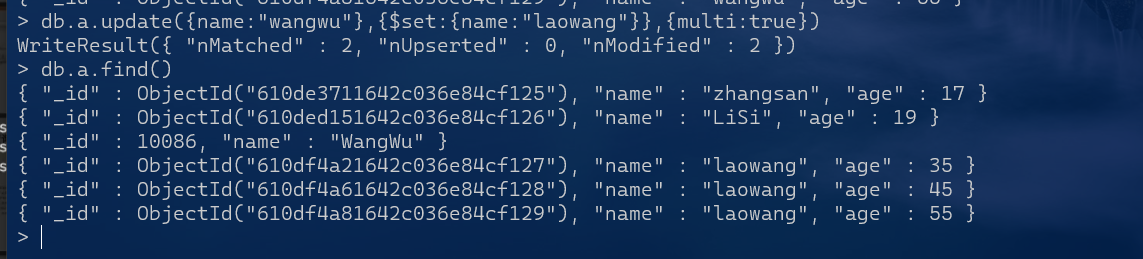 > db.a.update({name:"wangwu"},{$set:{name:"laowang"}},{multi:true})
WriteResult({ "nMatched" : 2, "nUpserted" : 0, "nModified" : 2 })
> db.a.find()
{ "_id" : ObjectId("610de3711642c036e84cf125"), "name" : "zhangsan", "age" : 17 }
{ "_id" : ObjectId("610ded151642c036e84cf126"), "name" : "LiSi", "age" : 19 }
{ "_id" : 10086, "name" : "WangWu" }
{ "_id" : ObjectId("610df4a21642c036e84cf127"), "name" : "laowang", "age" : 35 }
{ "_id" : ObjectId("610df4a61642c036e84cf128"), "name" : "laowang", "age" : 45 }
{ "_id" : ObjectId("610df4a81642c036e84cf129"), "name" : "laowang", "age" : 55 }
>